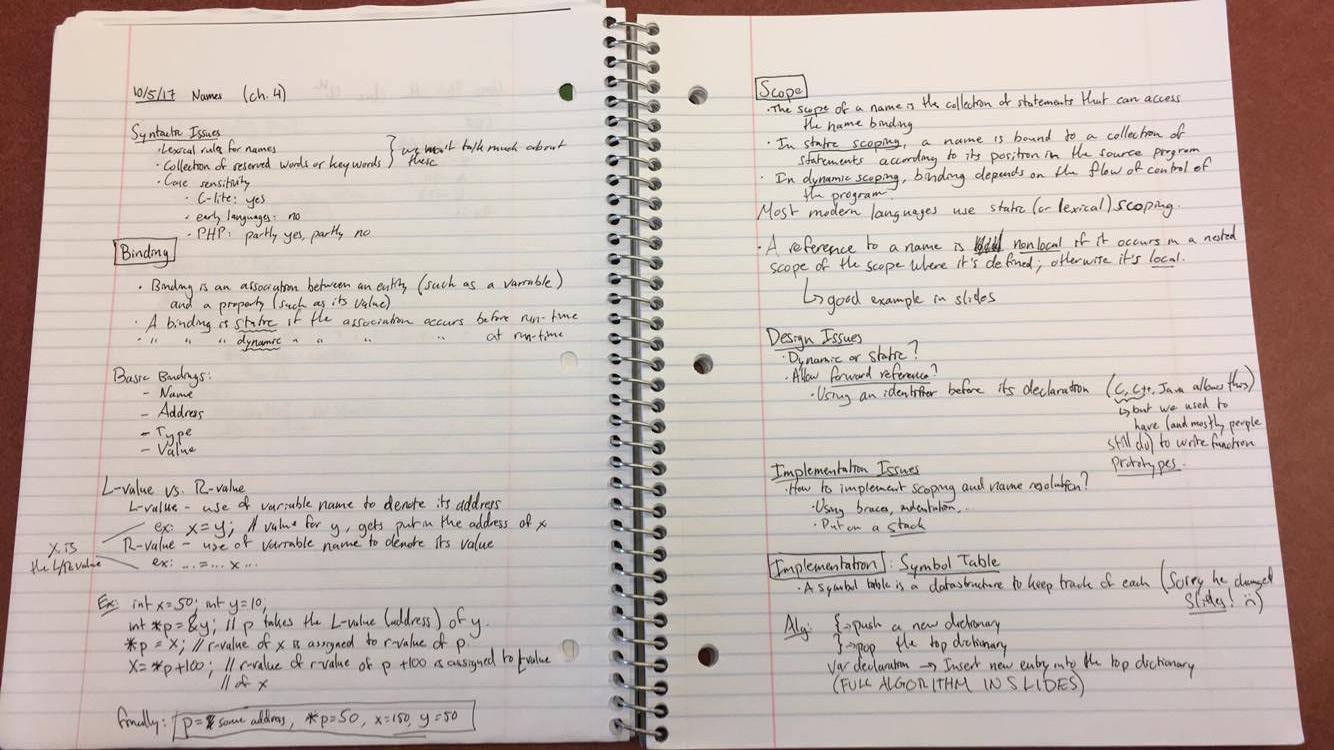 10/5/17 Names (ch. 4)
Syntactic Issues
· Lexical rules for names
· Collection of reserved words or keywords } we won't talk much about these
· Case sensitivity
· C-lite: yes
· early languages: no
· PHP: partly yes, partly no
Binding
· Binding is an association between an entity (such as a variable)
and a property (such as its value)
· A binding is static if the association occurs before run-time
· " " " dynamic " " " " at run-time
Basic Bindings:
- Name
- Address
- Type
- Value
L-value vs. R-value
L-value - use of variable name to denote its address
ex: x=y; // value for y, gets put in the address of x
R-value - use of variable name to denote its value
x is
the L/R value
ex: ...=... x ...
Ex: int x=50; int y=10;
int *p=&y; // p takes the L-value (address) of y.
*p = x; // r-value of x is assigned to r-value of p.
x= *p+100; // r-value of r-value of p +100 is assigned to L-value
// of x
finally: p= some address, *p=50, x=150, y=50
Scope
· The scope of a name is the collection of statements that can access
the name binding
· In static scoping, a name is bound to a collection of
statements according to its position in the source program
· In dynamic scoping, binding depends on the flow of control of
the program.
Most modern languages use static (or lexical) scoping.
· A reference to a name is nonlocal if it occurs in a nested
scope of the scope where it's defined; otherwise it's local.
↳ good example in slides
Design Issues
· Dynamic or static?
· Allow forward reference?
· Using an identifier before its declaration (C, C++, Java allows this)
↳ but we used to
have (and mostly people
still do) to write function
prototypes.
Implementation Issues
· How to implement scoping and name resolution?
· Using braces, indentation...
· Put on a stack
Implementation: Symbol Table
· A symbol table is a datastructure to keep track of each (Sorry he changed
slides! :()
Alg: {→push a new dictionary
}→pop the top dictionary
var declaration → Insert new entry into the top dictionary
(FULL ALGORITHM IN SLIDES)